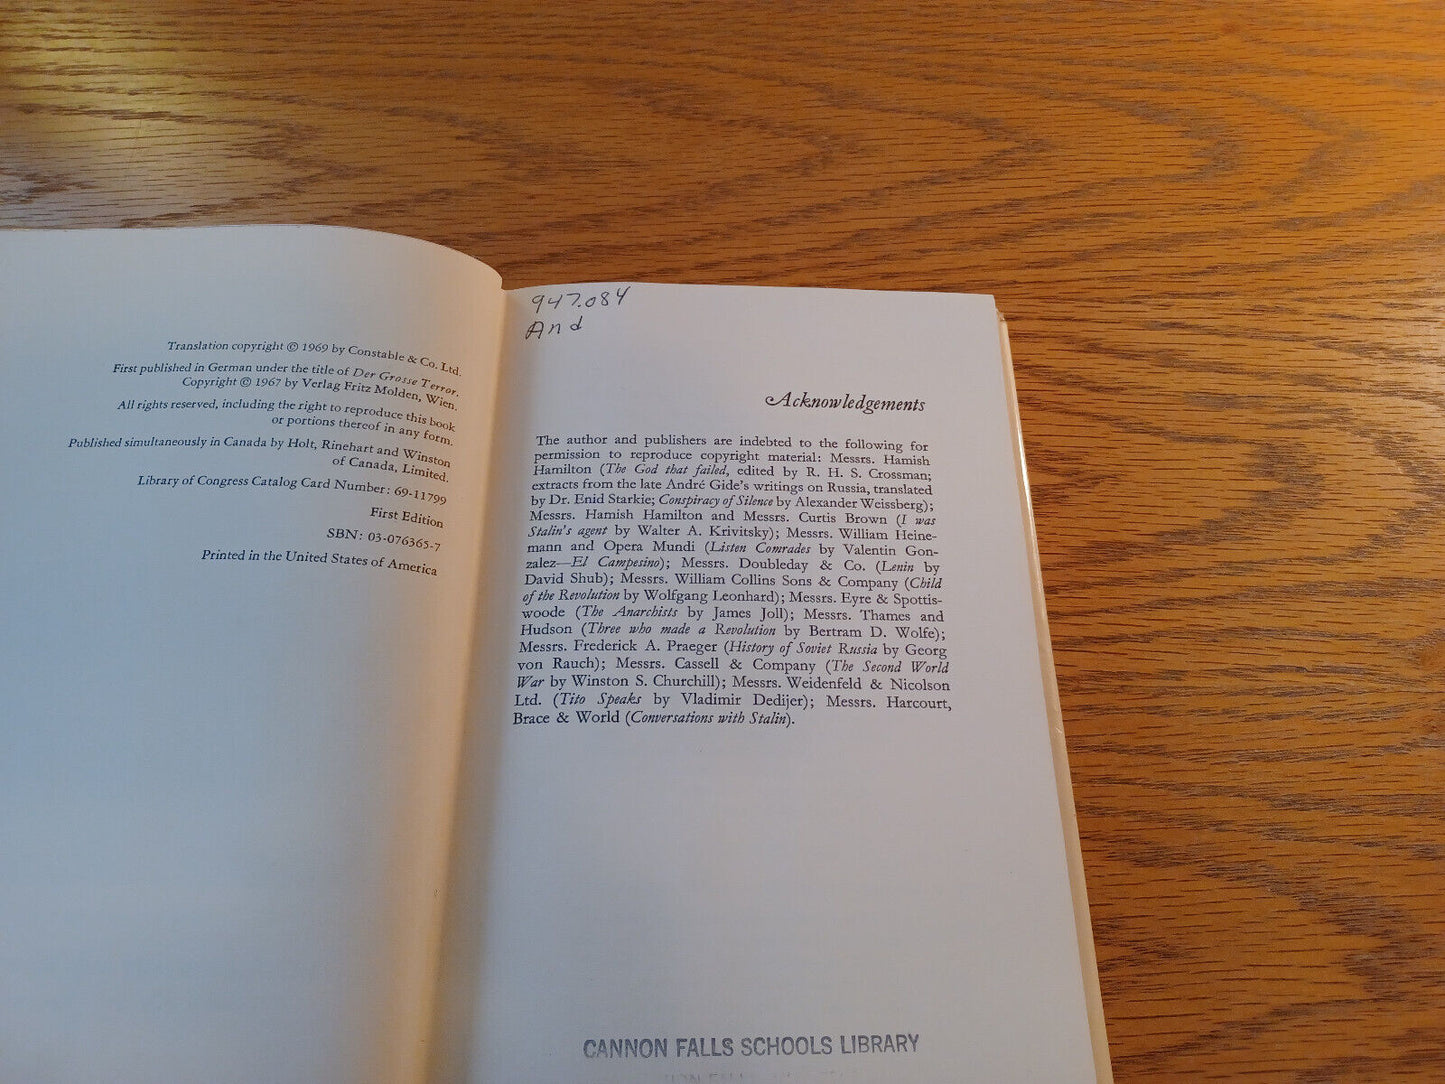 Translation copyright © 1969 by Constable & Co. Ltd.
First published in German under the title of Der Grosse Terror.
Copyright © 1967 by Verlag Fritz Molden, Wien.
All rights reserved, including the right to reproduce this book
or portions thereof in any form.
Published simultaneously in Canada by Holt, Rinehart and Winston
of Canada, Limited.
Library of Congress Catalog Card Number: 69-11799
First Edition
SBN: 03-076365-7
Printed in the United States of America
947.084
And
Acknowledgements
The author and publishers are indebted to the following for
permission to reproduce copyright material: Messrs. Hamish
Hamilton (The God that failed, edited by R. H. S. Crossman;
extracts from the late André Gide's writings on Russia, translated
by Dr. Enid Starkie; Conspiracy of Silence by Alexander Weissberg);
Messrs. Hamish Hamilton and Messrs. Curtis Brown (I was
Stalin's agent by Walter A. Krivitsky); Messrs. William Heine-
mann and Opera Mundi (Listen Comrades by Valentin Gon-
zalez—El Campesino); Messrs. Doubleday & Co. (Lenin by
David Shub); Messrs. William Collins Sons & Company (Child
of the Revolution by Wolfgang Leonhard); Messrs. Eyre & Spottis-
woode (The Anarchists by James Joll); Messrs. Thames and
Hudson (Three who made a Revolution by Bertram D. Wolfe);
Messrs. Frederick A. Praeger (History of Soviet Russia by Georg
von Rauch); Messrs. Cassell & Company (The Second World
War by Winston S. Churchill); Messrs. Weidenfeld & Nicolson
Ltd. (Tito Speaks by Vladimir Dedijer); Messrs. Harcourt,
Brace & World (Conversations with Stalin).
CANNON FALLS SCHOOLS LIBRARY